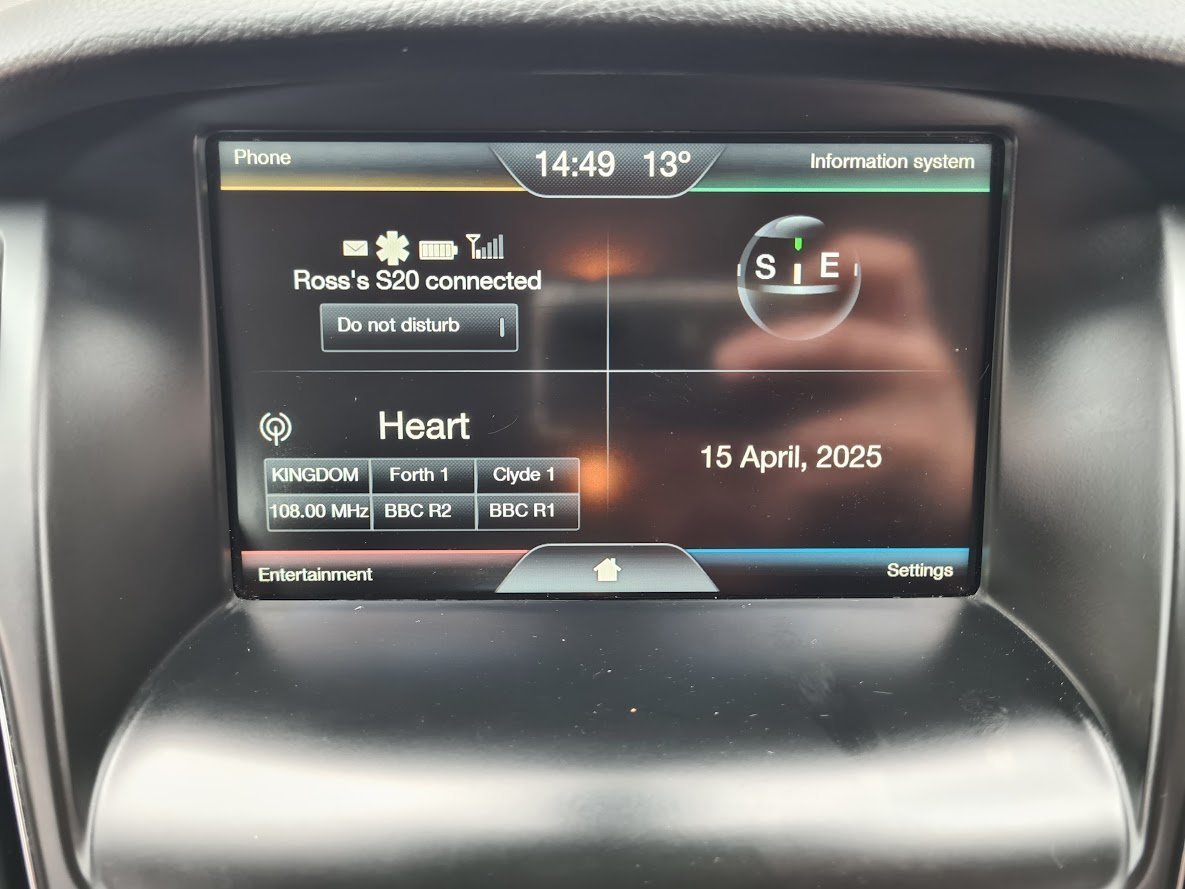 Phone
14:49 13º
Information system
Ross's S20 connected
Do not disturb
S E
Heart
KINGDOM Forth 1 Clyde 1
108.00 MHz BBC R2 BBC R1
15 April, 2025
Entertainment
Settings